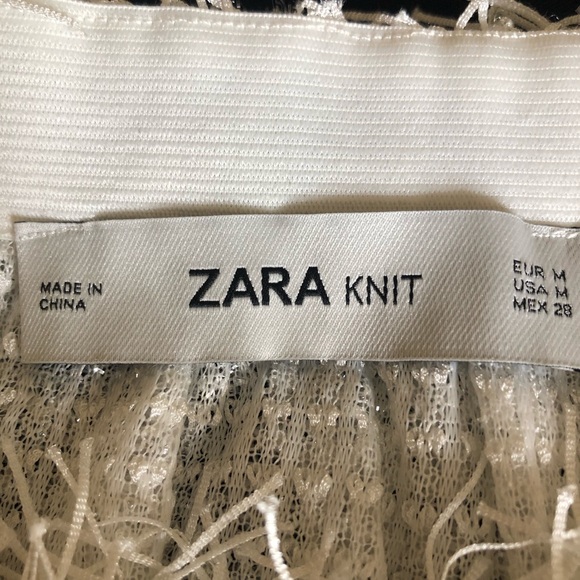 MADE IN
CHINA
ZARA KNIT
EUR M
USA M
MEX 28